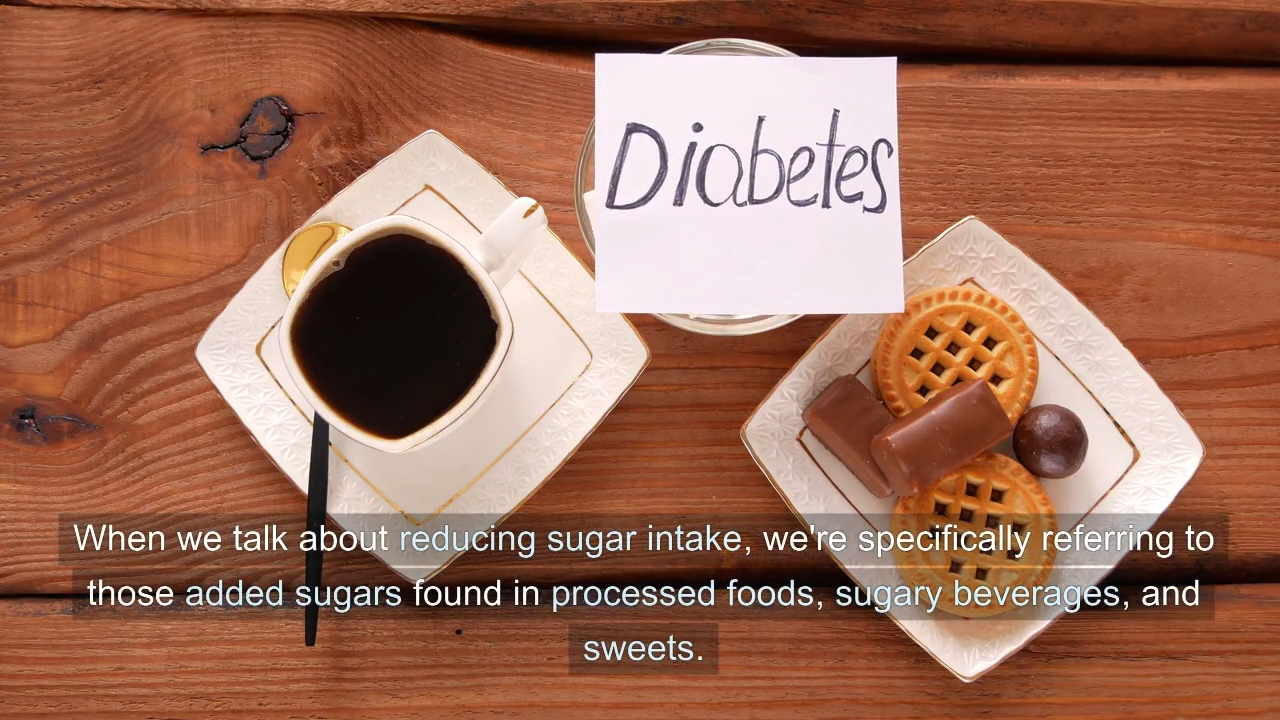 Diabetes
When we talk about reducing sugar intake, we're specifically referring to
those added sugars found in processed foods, sugary beverages, and
sweets.